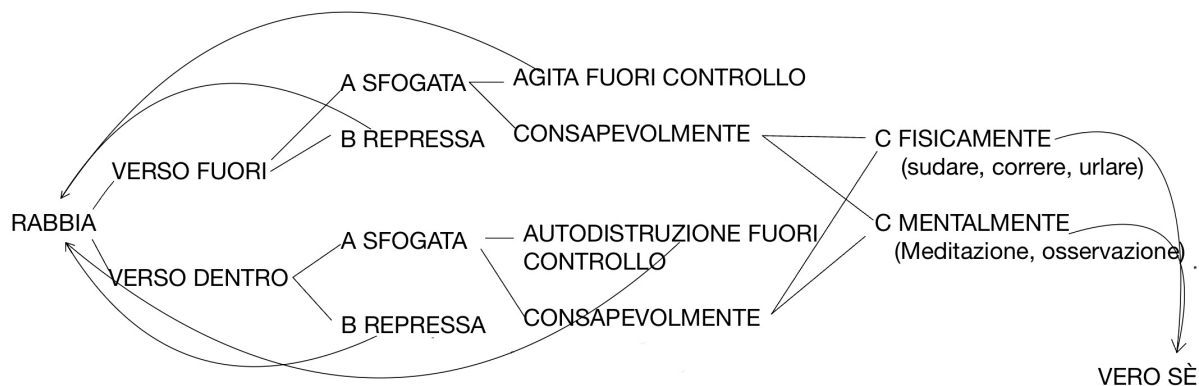 A SFOGATA
AGITA FUORI CONTROLLO
B REPRESSA
CONSAPEVOLMENTE
C FISICAMENTE
(sudare, correre, urlare)
VERSO FUORI
RABBIA
C MENTALMENTE
(Meditazione, osservazione)
A SFOGATA
AUTODISTRUZIONE FUORI
CONTROLLO
VERSO DENTRO
B REPRESSA
CONSAPEVOLMENTE
VERO SÈ